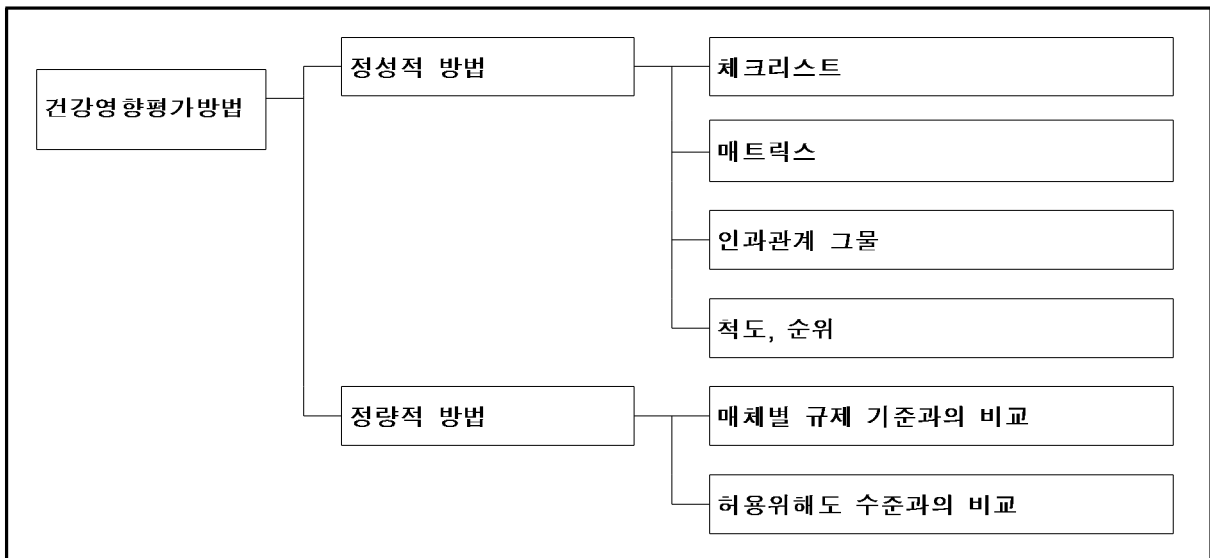 건강영향평가방법
정성적 방법
체크리스트
매트릭스
인과관계 그물
척도, 순위
정량적 방법
매체별 규제 기준과의 비교
허용위해도 수준과의 비교